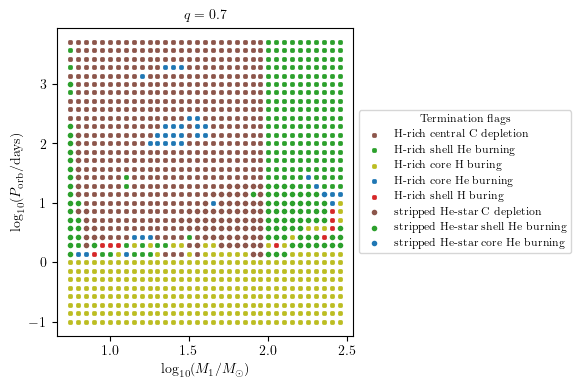 q = 0.7
Termination flags
H-rich central C depletion
H-rich shell He burning
H-rich core H buring
H-rich core He burning
H-rich shell H buring
stripped He-star C depletion
stripped He-star shell He burning
stripped He-star core He burning
log₁₀(P_orb/days)
3
2
1
0
−1
1.0
1.5
2.0
2.5
log₁₀(M₁/M⊙)